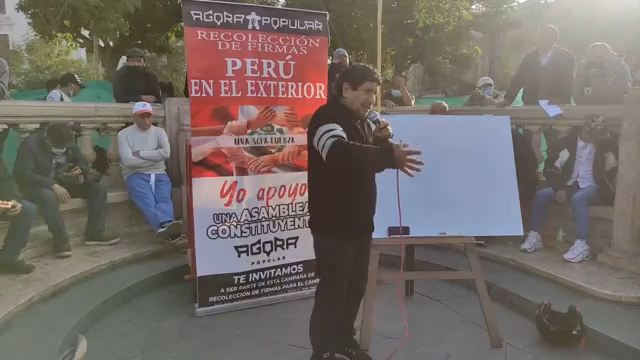 AGORA POPULAR
RECOLECCIÓN
DE FIRMAS
PERÚ
EN EL EXTERIOR
UNA SOLA FUERZA
Yo apoyo
UNA ASAMBLEA
CONSTITUYENTE
AGORA
POPULAR
TE INVITAMOS
A SER PARTE DE ESTA CAMPAÑA DE
RECOLECCIÓN DE FIRMAS PARA EL